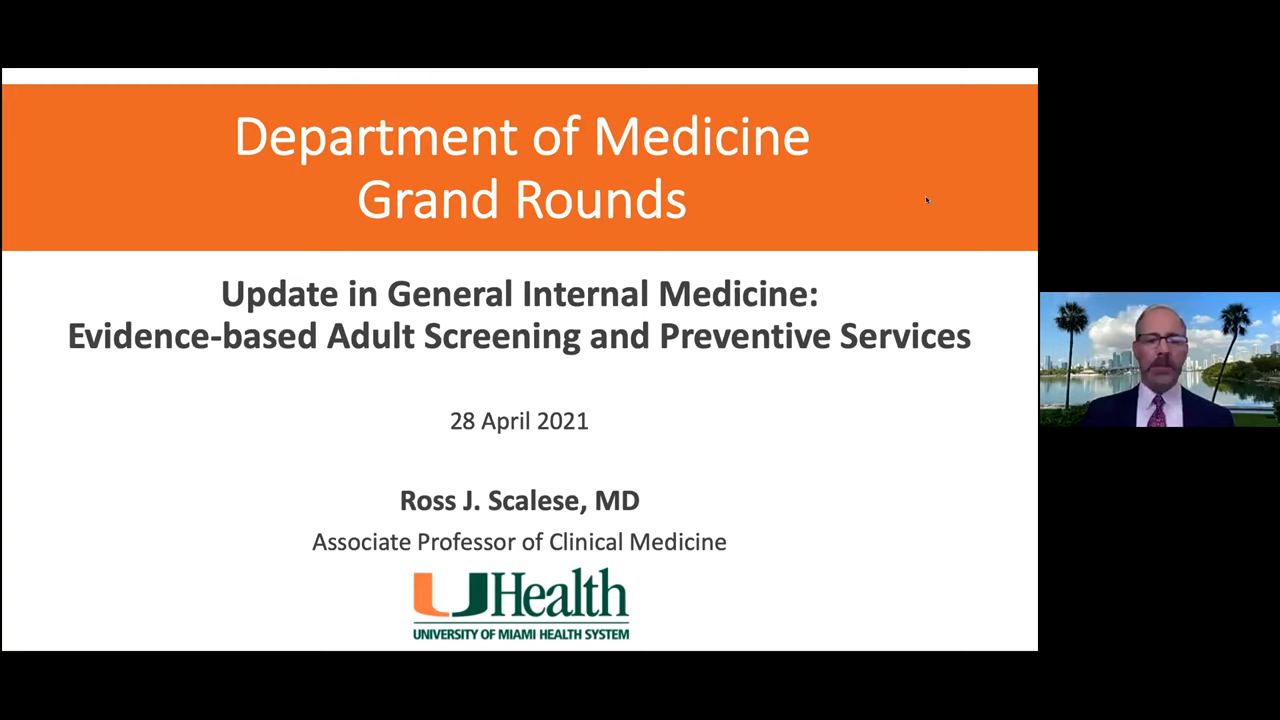 Department of Medicine
Grand Rounds
Update in General Internal Medicine:
Evidence-based Adult Screening and Preventive Services
28 April 2021
Ross J. Scalese, MD
Associate Professor of Clinical Medicine
UHealth
UNIVERSITY OF MIAMI HEALTH SYSTEM